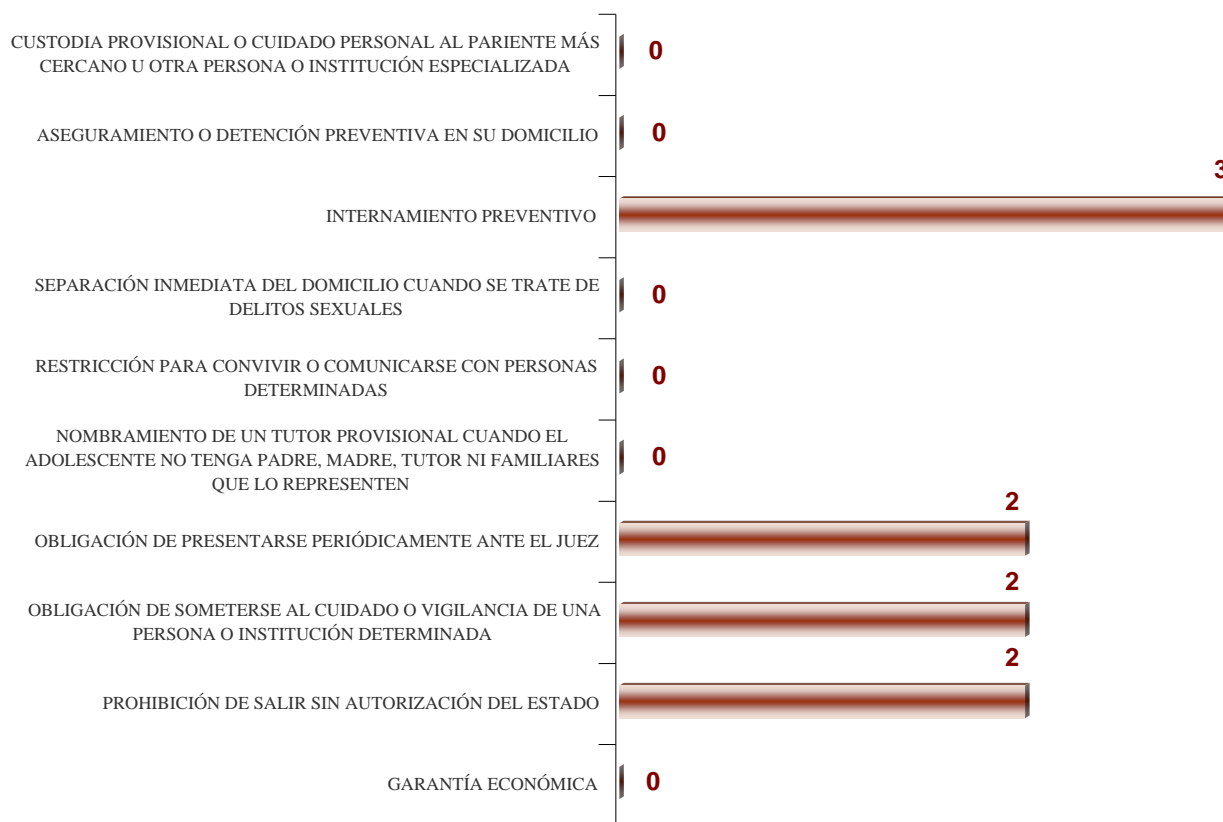 CUSTODIA PROVISIONAL O CUIDADO PERSONAL AL PARIENTE MÁS
CERCANO U OTRA PERSONA O INSTITUCIÓN ESPECIALIZADA
0
ASEGURAMIENTO O DETENCIÓN PREVENTIVA EN SU DOMICILIO
0
INTERNAMIENTO PREVENTIVO
3
SEPARACIÓN INMEDIATA DEL DOMICILIO CUANDO SE TRATE DE
DELITOS SEXUALES
0
RESTRICCIÓN PARA CONVIVIR O COMUNICARSE CON PERSONAS
DETERMINADAS
0
NOMBRAMIENTO DE UN TUTOR PROVISIONAL CUANDO EL
ADOLESCENTE NO TENGA PADRE, MADRE, TUTOR NI FAMILIARES
QUE LO REPRESENTEN
0
OBLIGACIÓN DE PRESENTARSE PERIÓDICAMENTE ANTE EL JUEZ
2
OBLIGACIÓN DE SOMETERSE AL CUIDADO O VIGILANCIA DE UNA
PERSONA O INSTITUCIÓN DETERMINADA
2
PROHIBICIÓN DE SALIR SIN AUTORIZACIÓN DEL ESTADO
2
GARANTÍA ECONÓMICA
0